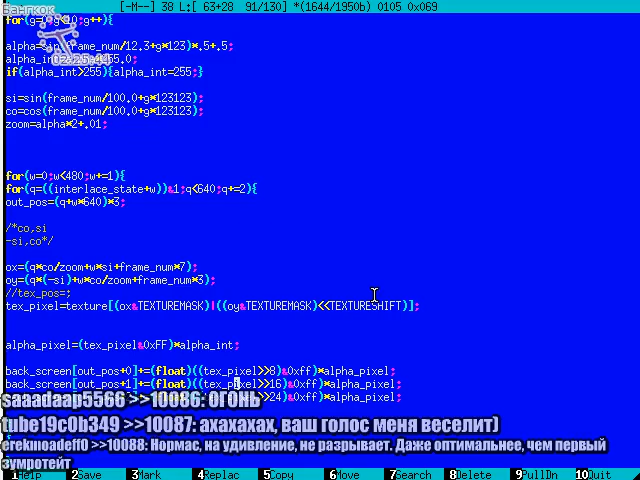 [-M--] 38 L:[ 63+28 91/130] *(1644/1950b) 0105 0x069
Бангкок
alpha=sin(frame_num/12.3+g*123)*.5+.5;
if(alpha_int>255){alpha_int=255;}
si=sin(frame_num/100.0+g*123123);
co=cos(frame_num/100.0+g*123123);
zoom=alpha*2+.01;
for(w=0;w<480;w+=1){
for(q=((interlace_state+w))&1;q<640;q+=2){
out_pos=(q+w*640)*3;
/*co,si
-si,co*/
ox=(q*co/zoom+w*si+frame_num*7);
oy=(q*(-si)+w*co/zoom+frame_num*3);
//tex_pos=;
tex_pixel=texture[(ox&TEXTUREMASK)|((oy&TEXTUREMASK)<<TEXTURESHIFT)];
alpha_pixel=(tex_pixel&0xFF)*alpha_int;
back_screen[out_pos+0]+=(float)((tex_pixel>>8)&0xff)*alpha_pixel;
back_screen[out_pos+1]+=(float)((tex_pixel>>16)&0xff)*alpha_pixel;
>>24)&0xff)*alpha_pixel;
saaadaap5566 >>10086: ОГОНЬ
tube19c0b349 >>10087: ахахахах, ваш голос меня веселит)
erekmoadeff0 >>10088: Нормас, на удивление, не разрывает. Даже оптимальнее, чем первый
зумротейт
1Help 2Save 3Mark 4Replac 5Copy 6Move 7Search 8Delete 9PullDn 10Quit